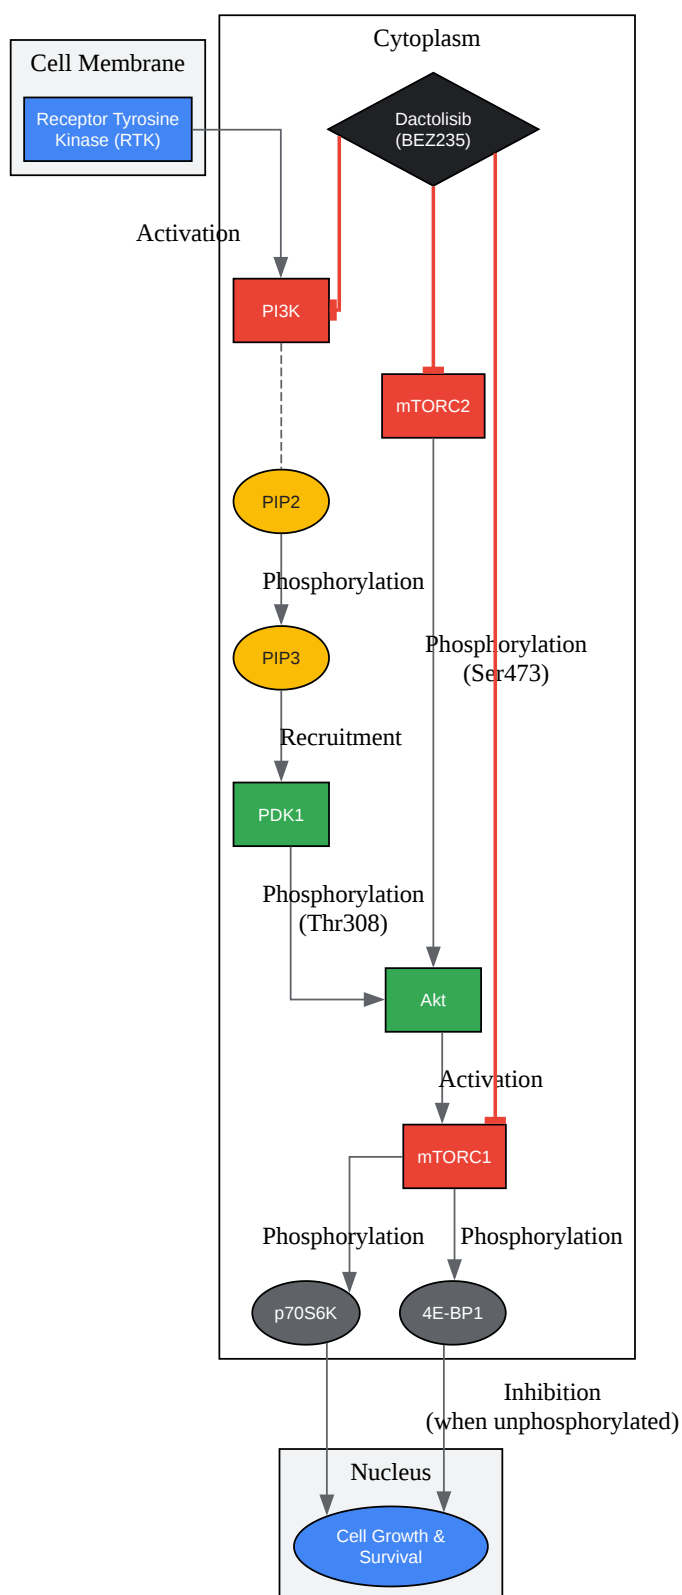 Cytoplasm
Cell Membrane
Receptor Tyrosine
Kinase (RTK)
Dactolisib
(BEZ235)
Activation
PI3K
mTORC2
PIP2
Phosphorylation
Phosphorylation
(Ser473)
PIP3
Recruitment
PDK1
Phosphorylation
(Thr308)
Akt
Activation
mTORC1
Phosphorylation
Phosphorylation
p70S6K
4E-BP1
Inhibition
(when unphosphorylated)
Nucleus
Cell Growth &
Survival